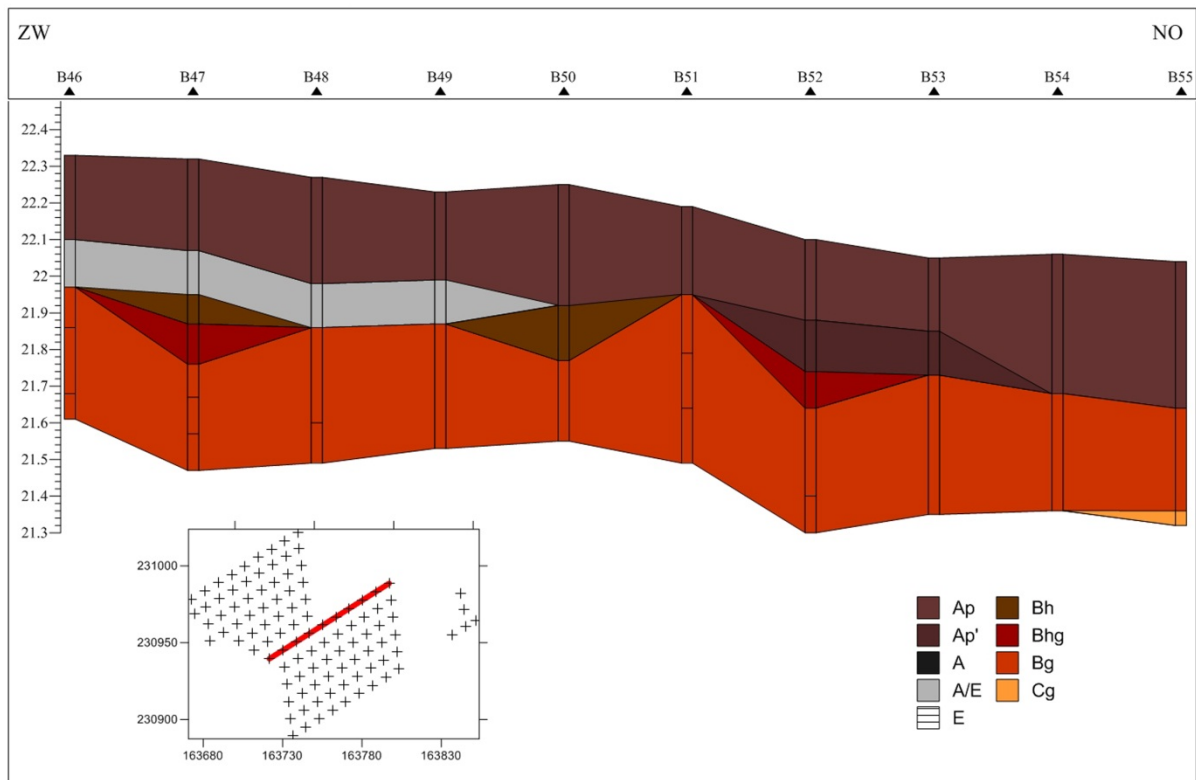 ZW NO
B46 B47 B48 B49 B50 B51 B52 B53 B54 B55
22.4
22.3
22.2
22.1
22
21.9
21.8
21.7
21.6
21.5
21.4
21.3
231000
230950
230900
163680 163730 163780 163830
Ap Bh
Ap' Bhg
A Bg
A/E Cg
E